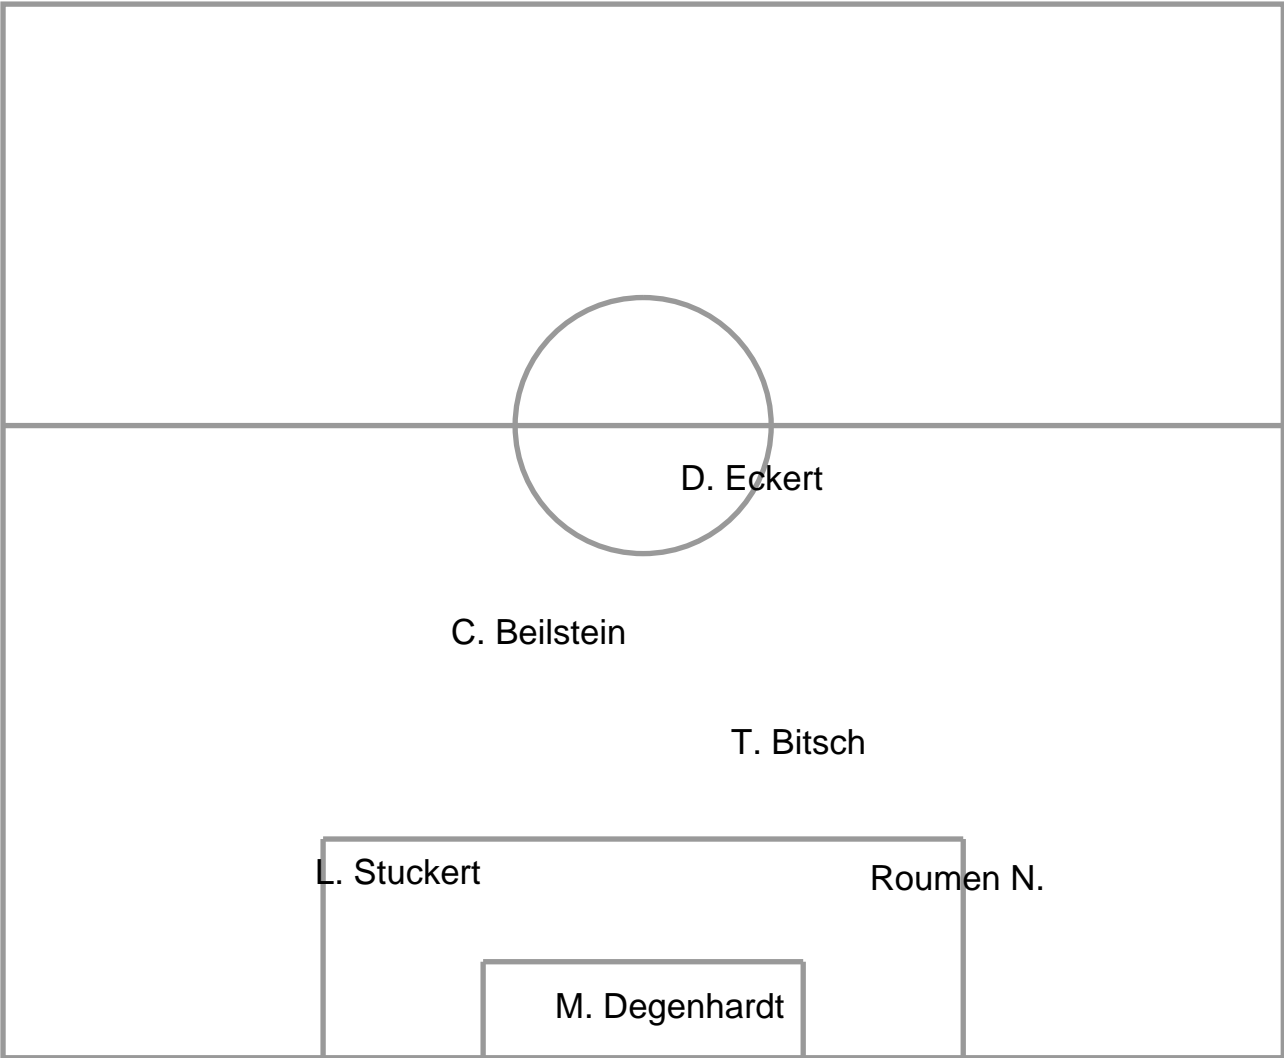 D. Eckert
C. Beilstein
T. Bitsch
L. Stuckert
Roumen N.
M. Degenhardt